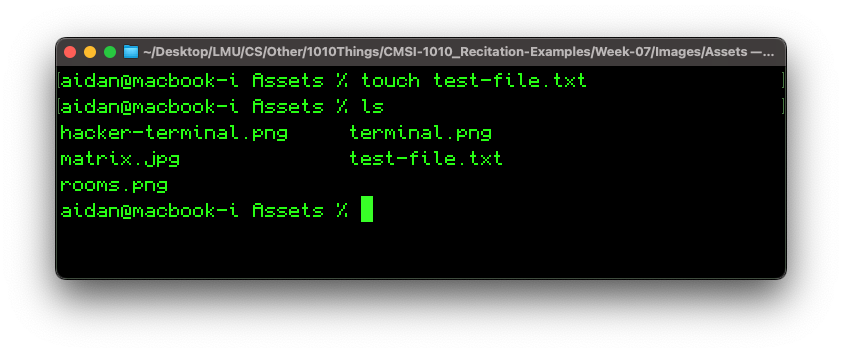 ~/Desktop/LMU/CS/Other/1010Things/CMSI-1010_Recitation-Examples/Week-07/Images/Assets —...
[aidan@macbook-i Assets % touch test-file.txt ]
[aidan@macbook-i Assets % ls ]
hacker-terminal.png terminal.png
matrix.jpg test-file.txt
rooms.png
aidan@macbook-i Assets %